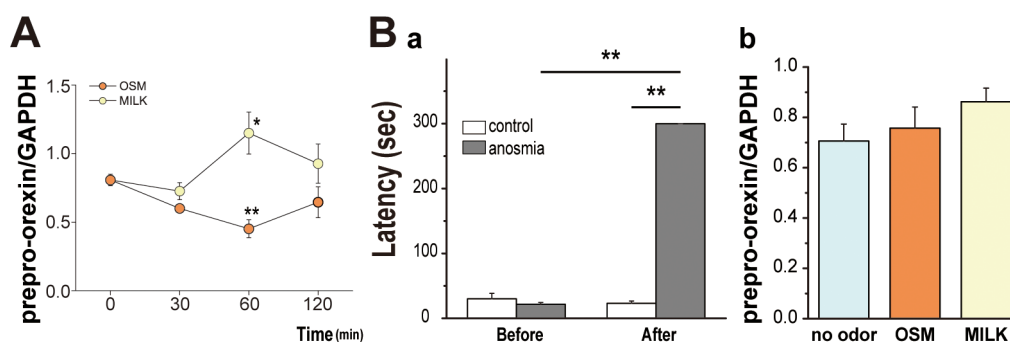 A
prepro-orexin/GAPDH
1.5
1.0
0.5
0.0
OSM
MILK
*
**
0 30 60 120
Time (min)
B
a
Latency (sec)
300
200
100
0
control
anosmia
**
**
Before After
b
prepro-orexin/GAPDH
1.0
0.8
0.6
0.4
0.2
0.0
no odor OSM MILK